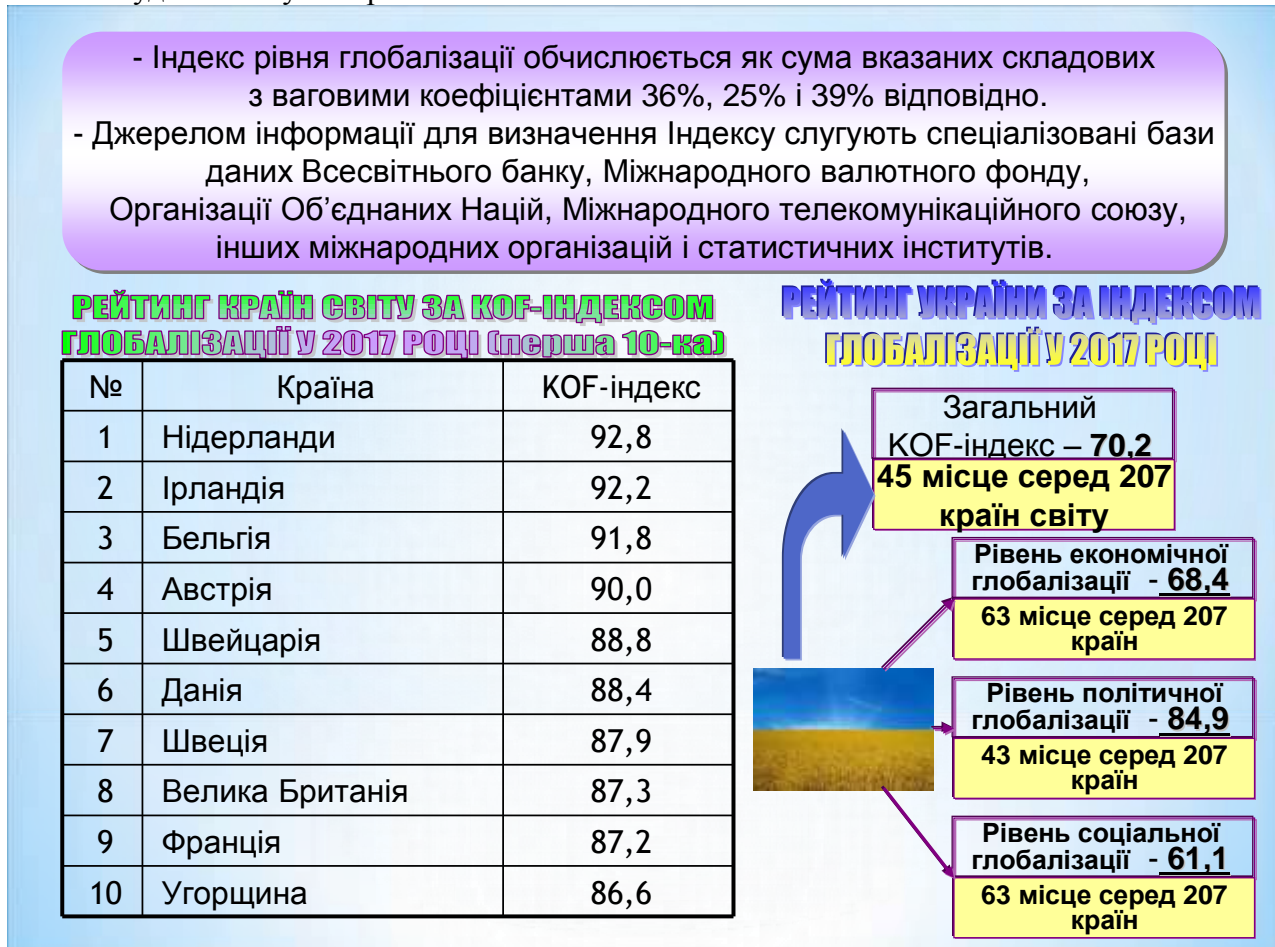 - Індекс рівня глобалізації обчислюється як сума вказаних складових
з ваговими коефіцієнтами 36%, 25% і 39% відповідно.
- Джерелом інформації для визначення Індексу слугують спеціалізовані бази
даних Всесвітнього банку, Міжнародного валютного фонду,
Організації Об’єднаних Націй, Міжнародного телекомунікаційного союзу,
інших міжнародних організацій і статистичних інститутів.
РЕЙТИНГ КРАЇН СВІТУ ЗА KOF-ІНДЕКСОМ
ГЛОБАЛІЗАЦІЇ У 2017 РОЦІ (перша 10-ка)
№ Країна KOF-індекс
1 Нідерланди 92,8
2 Ірландія 92,2
3 Бельгія 91,8
4 Австрія 90,0
5 Швейцарія 88,8
6 Данія 88,4
7 Швеція 87,9
8 Велика Британія 87,3
9 Франція 87,2
10 Угорщина 86,6
РЕЙТИНГ УКРАЇНИ ЗА ІНДЕКСОМ
ГЛОБАЛІЗАЦІЇ У 2017 РОЦІ
Загальний
KOF-індекс – 70,2
45 місце серед 207
країн світу
Рівень економічної
глобалізації - 68,4
63 місце серед 207
країн
Рівень політичної
глобалізації - 84,9
43 місце серед 207
країн
Рівень соціальної
глобалізації - 61,1
63 місце серед 207
країн